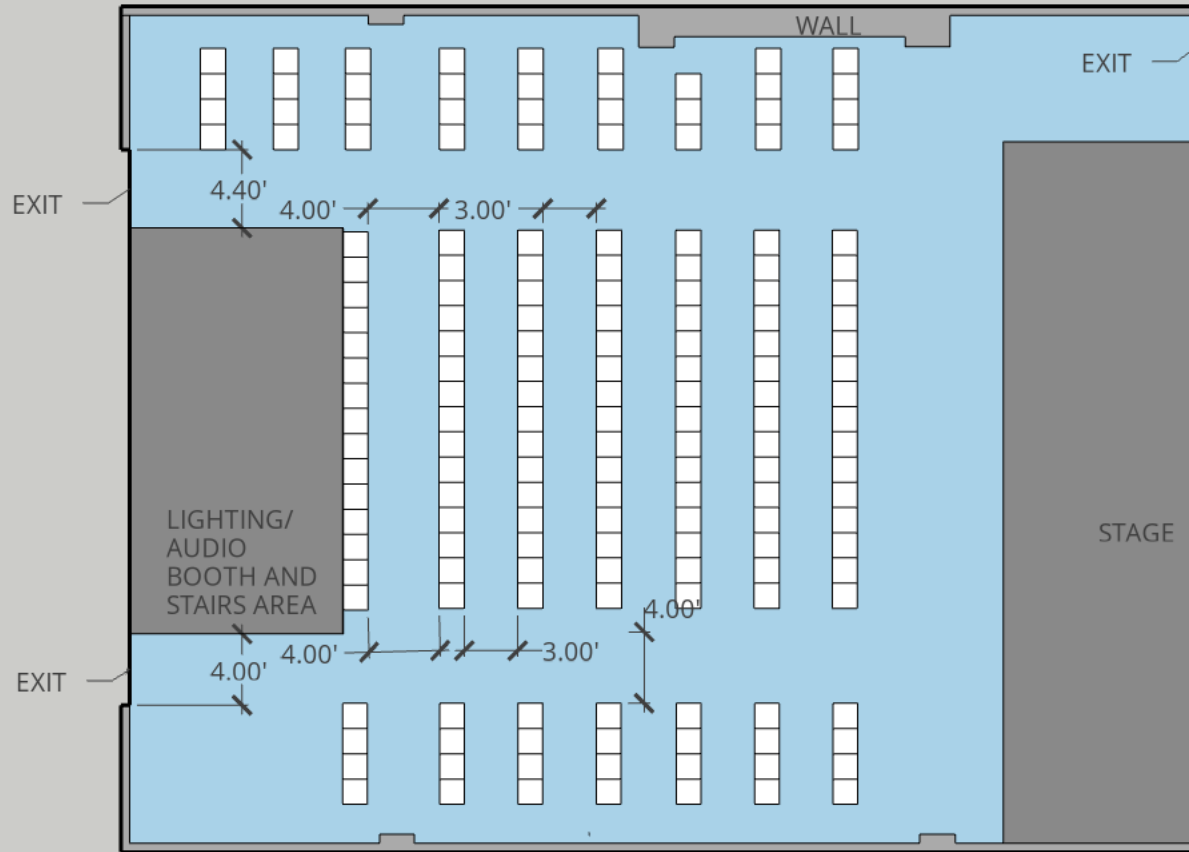 WALL
EXIT
EXIT
4.40'
4.00'
3.00'
LIGHTING/
AUDIO
BOOTH AND
STAIRS AREA
STAGE
4.00'
4.00'
3.00'
4.00'
EXIT